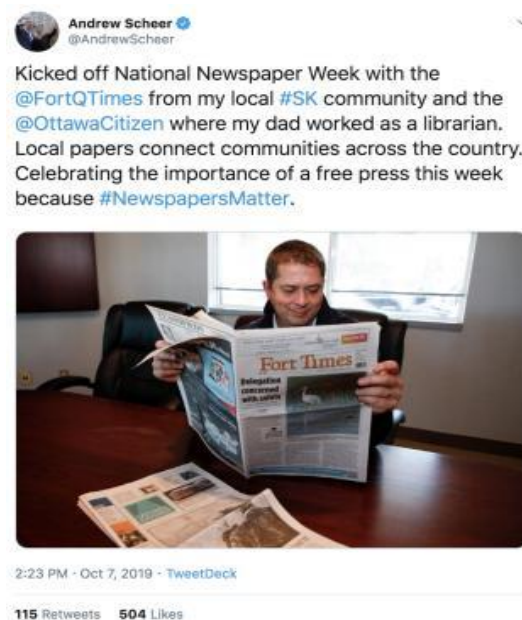 Andrew Scheer
@AndrewScheer
Kicked off National Newspaper Week with the
@FortQTimes from my local #SK community and the
@OttawaCitizen where my dad worked as a librarian.
Local papers connect communities across the country.
Celebrating the importance of a free press this week
because #NewspapersMatter.
Fort Times
Delegation
concerned
with
2:23 PM · Oct 7, 2019 · TweetDeck
115 Retweets 504 Likes